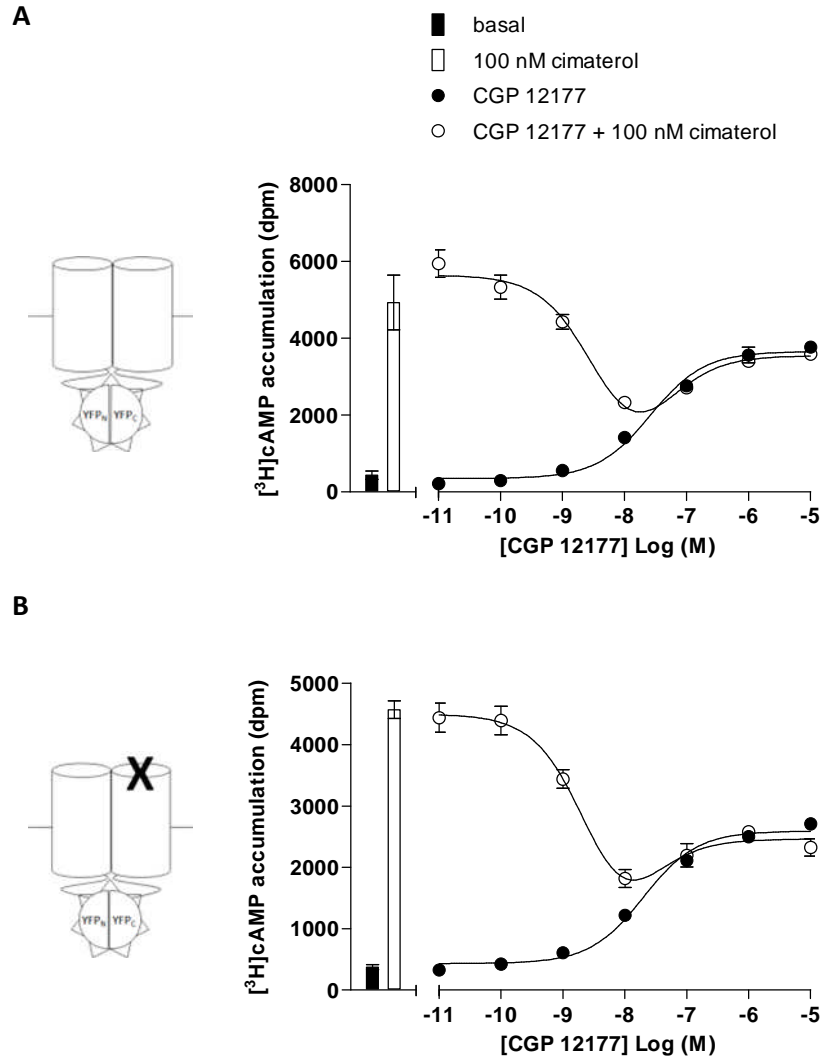 A
basal
100 nM cimaterol
CGP 12177
CGP 12177 + 100 nM cimaterol
[³H]cAMP accumulation (dpm)
8000
6000
4000
2000
0
YFPN YFPC
-11 -10 -9 -8 -7 -6 -5
[CGP 12177] Log (M)
B
[³H]cAMP accumulation (dpm)
5000
4000
3000
2000
1000
0
X
YFPN YFPC
-11 -10 -9 -8 -7 -6 -5
[CGP 12177] Log (M)